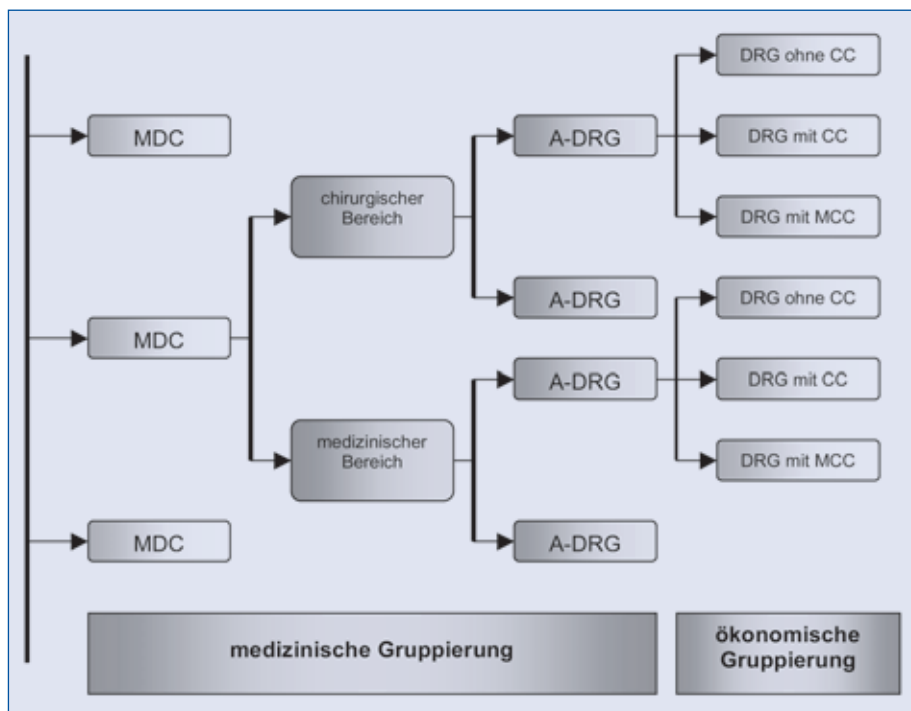 DRG ohne CC
MDC
A-DRG
DRG mit CC
chirurgischer
Bereich
DRG mit MCC
A-DRG
DRG ohne CC
MDC
A-DRG
DRG mit CC
medizinischer
Bereich
DRG mit MCC
MDC
A-DRG
medizinische Gruppierung
ökonomische
Gruppierung